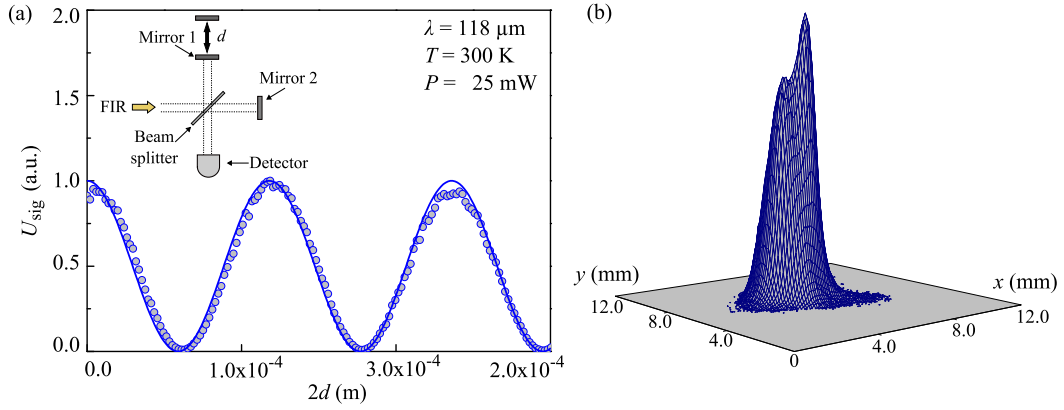 (a)
2.0
1.5
1.0
0.5
0.0
U_sig (a.u.)
Mirror 1
d
Mirror 2
FIR
Beam
splitter
Detector
λ = 118 µm
T = 300 K
P = 25 mW
0.0
1.0x10⁻⁴
3.0x10⁻⁴
2.0x10⁻⁴
2d (m)
(b)
y (mm)
12.0
8.0
4.0
0
4.0
8.0
12.0
x (mm)